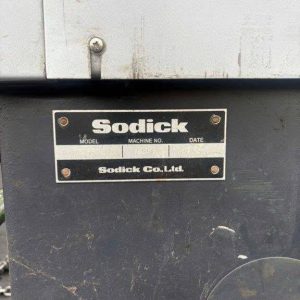 Sodick
MODEL MACHINE NO. DATE
Sodick Co.,Ltd.